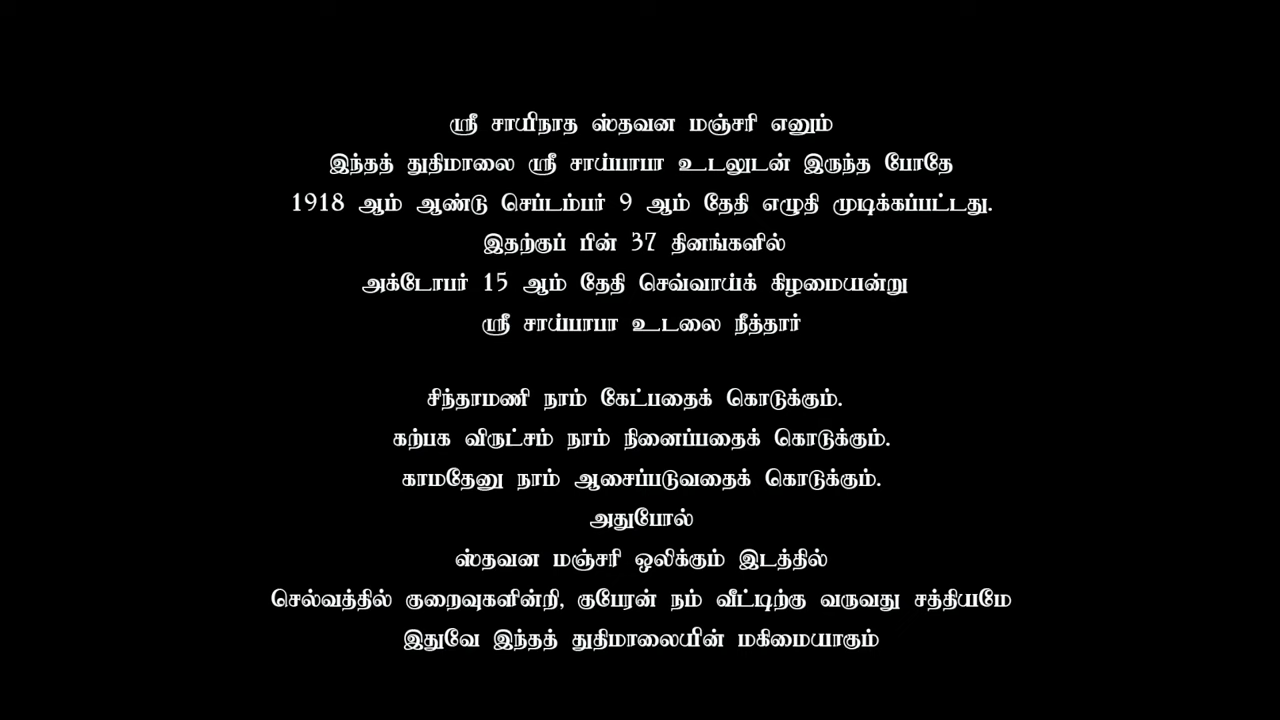 ஸ்ரீ சாயிநாத ஸ்தவன மஞ்சரி எனும்
இந்தத் துதிமாலை ஸ்ரீ சாய்பாபா உடலுடன் இருந்த போதே
1918 ஆம் ஆண்டு செப்டம்பர் 9 ஆம் தேதி எழுதி முடிக்கப்பட்டது.
இதற்குப் பின் 37 தினங்களில்
அக்டோபர் 15 ஆம் தேதி செவ்வாய்க் கிழமையன்று
ஸ்ரீ சாய்பாபா உடலை நீத்தார்
சிந்தாமணி நாம் கேட்பதைக் கொடுக்கும்.
கற்பக விருட்சம் நாம் நினைப்பதைக் கொடுக்கும்.
காமதேனு நாம் ஆசைப்படுவதைக் கொடுக்கும்.
அதுபோல்
ஸ்தவன மஞ்சரி ஒலிக்கும் இடத்தில்
செல்வத்தில் குறைவுகளின்றி, குபேரன் நம் வீட்டிற்கு வருவது சத்தியமே
இதுவே இந்தத் துதிமாலையின் மகிமையாகும்